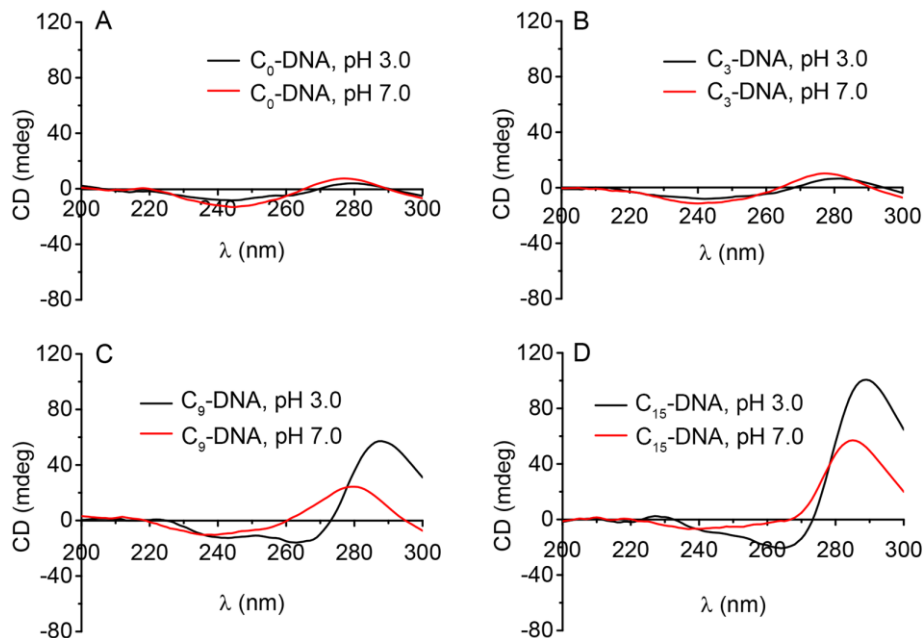 A
120
80
40
0
-40
-80
CD (mdeg)
C₀-DNA, pH 3.0
C₀-DNA, pH 7.0
200 220 240 260 280 300
λ (nm)
B
120
80
40
0
-40
-80
CD (mdeg)
C₃-DNA, pH 3.0
C₃-DNA, pH 7.0
200 220 240 260 280 300
λ (nm)
C
120
80
40
0
-40
-80
CD (mdeg)
C₉-DNA, pH 3.0
C₉-DNA, pH 7.0
200 220 240 260 280 300
λ (nm)
D
120
80
40
0
-40
-80
CD (mdeg)
C₁₅-DNA, pH 3.0
C₁₅-DNA, pH 7.0
200 220 240 260 280 300
λ (nm)